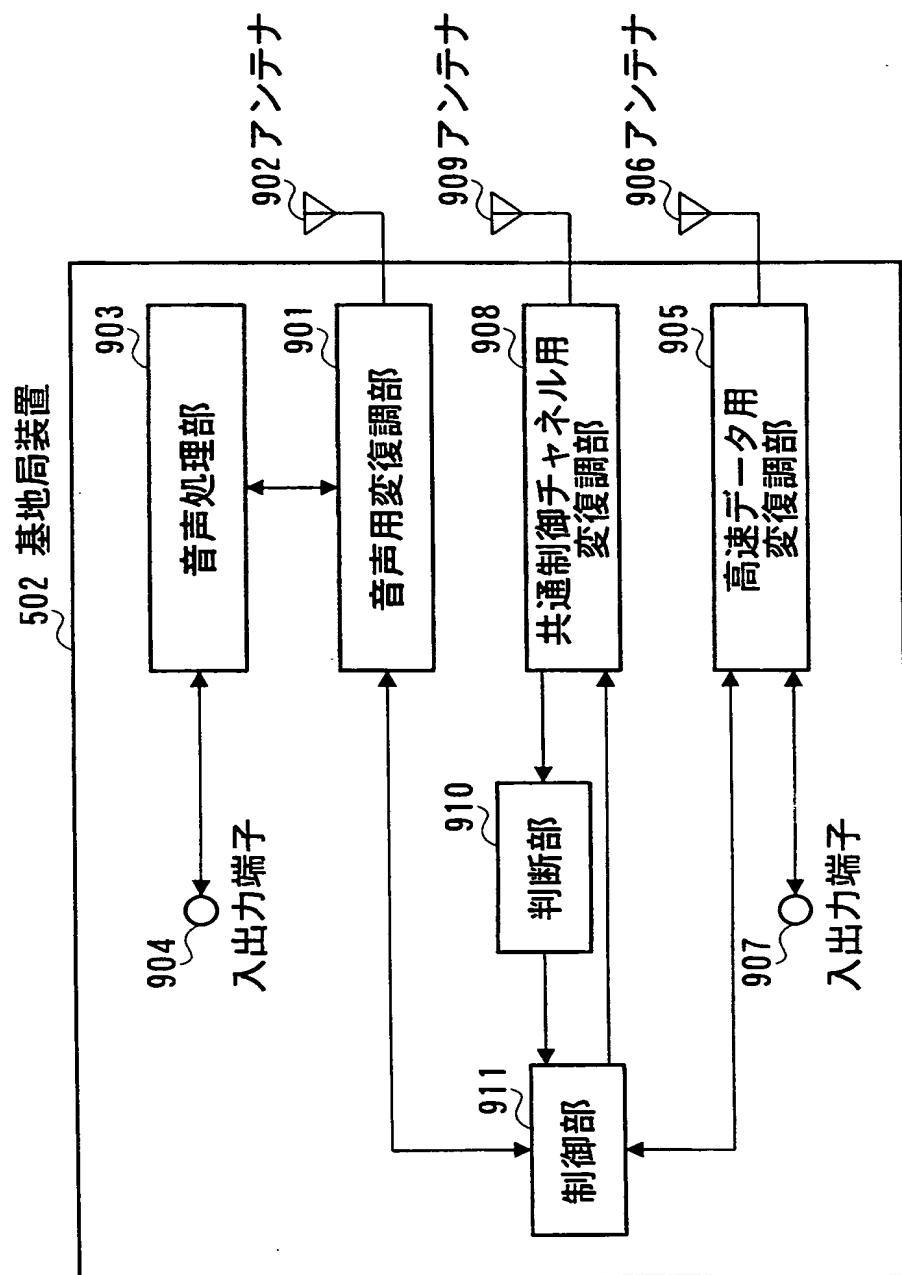 502 基地局装置
903
音声処理部
904
入出力端子
901
音声用変復調部
902 アンテナ
908
共通制御チャネル用
変復調部
909 アンテナ
910
判断部
911
制御部
905
高速データ用
変復調部
906 アンテナ
907
入出力端子